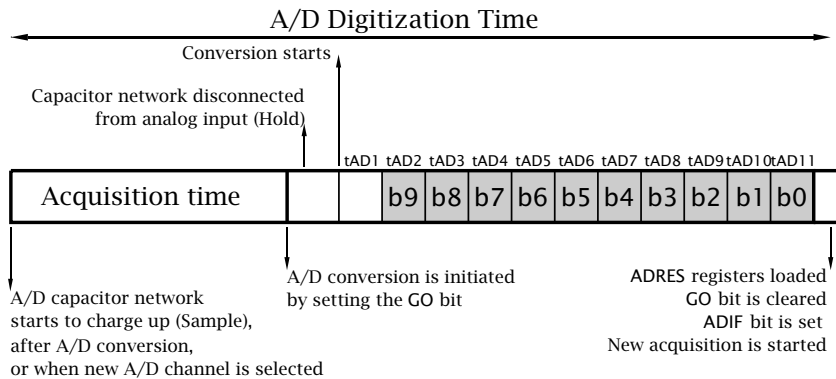 A/D Digitization Time
Conversion starts
Capacitor network disconnected
from analog input (Hold)
tAD1 tAD2 tAD3 tAD4 tAD5 tAD6 tAD7 tAD8 tAD9 tAD10 tAD11
Acquisition time b9 b8 b7 b6 b5 b4 b3 b2 b1 b0
A/D capacitor network
starts to charge up (Sample),
after A/D conversion,
or when new A/D channel is selected
A/D conversion is initiated
by setting the GO bit
ADRES registers loaded
GO bit is cleared
ADIF bit is set
New acquisition is started